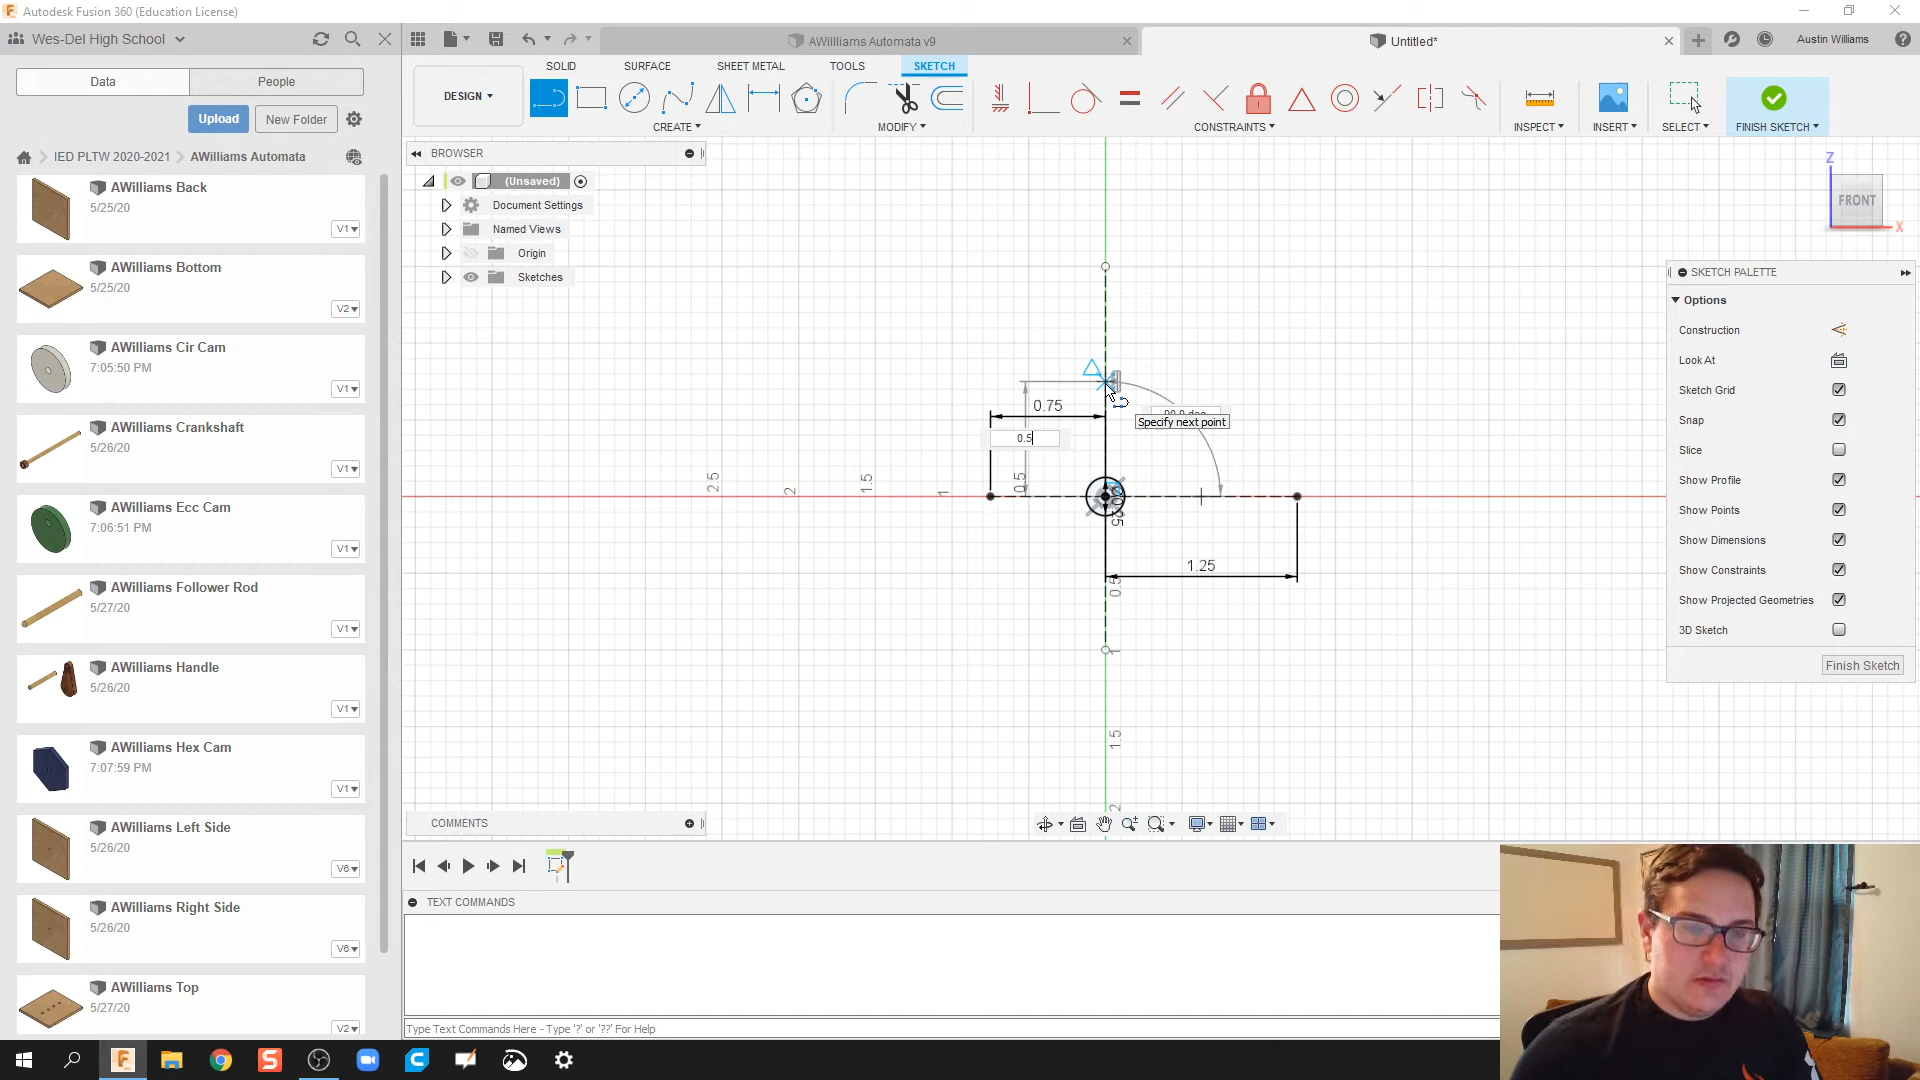 Autodesk Fusion 360 (Education License)
Wes-Del High School
Data
People
Upload
New Folder
IED PLTW 2020-2021
AWilliams Automata
AWilliams Back
5/25/20
V1
AWilliams Bottom
5/25/20
V2
AWilliams Cir Cam
7:05:50 PM
V1
AWilliams Crankshaft
5/26/20
V1
AWilliams Ecc Cam
7:06:51 PM
V1
AWilliams Follower Rod
5/27/20
V1
AWilliams Handle
5/26/20
V1
AWilliams Hex Cam
7:07:59 PM
V1
AWilliams Left Side
5/26/20
V6
AWilliams Right Side
5/26/20
V6
AWilliams Top
5/27/20
V2
AWilliams Automata v9
Untitled*
Austin Williams
DESIGN
SOLID
SURFACE
SHEET METAL
TOOLS
SKETCH
CREATE
MODIFY
CONSTRAINTS
INSPECT
INSERT
SELECT
FINISH SKETCH
BROWSER
(Unsaved)
Document Settings
Named Views
Origin
Sketches
Z
FRONT
X
0.75
Specify next point
0.5
2.5
2
1.5
1
0.5
1.25
0.5
1
1.5
2
SKETCH PALETTE
Options
Construction
Look At
Sketch Grid
Snap
Slice
Show Profile
Show Points
Show Dimensions
Show Constraints
Show Projected Geometries
3D Sketch
Finish Sketch
COMMENTS
TEXT COMMANDS
Type Text Commands Here - Type '?' or '??' For Help